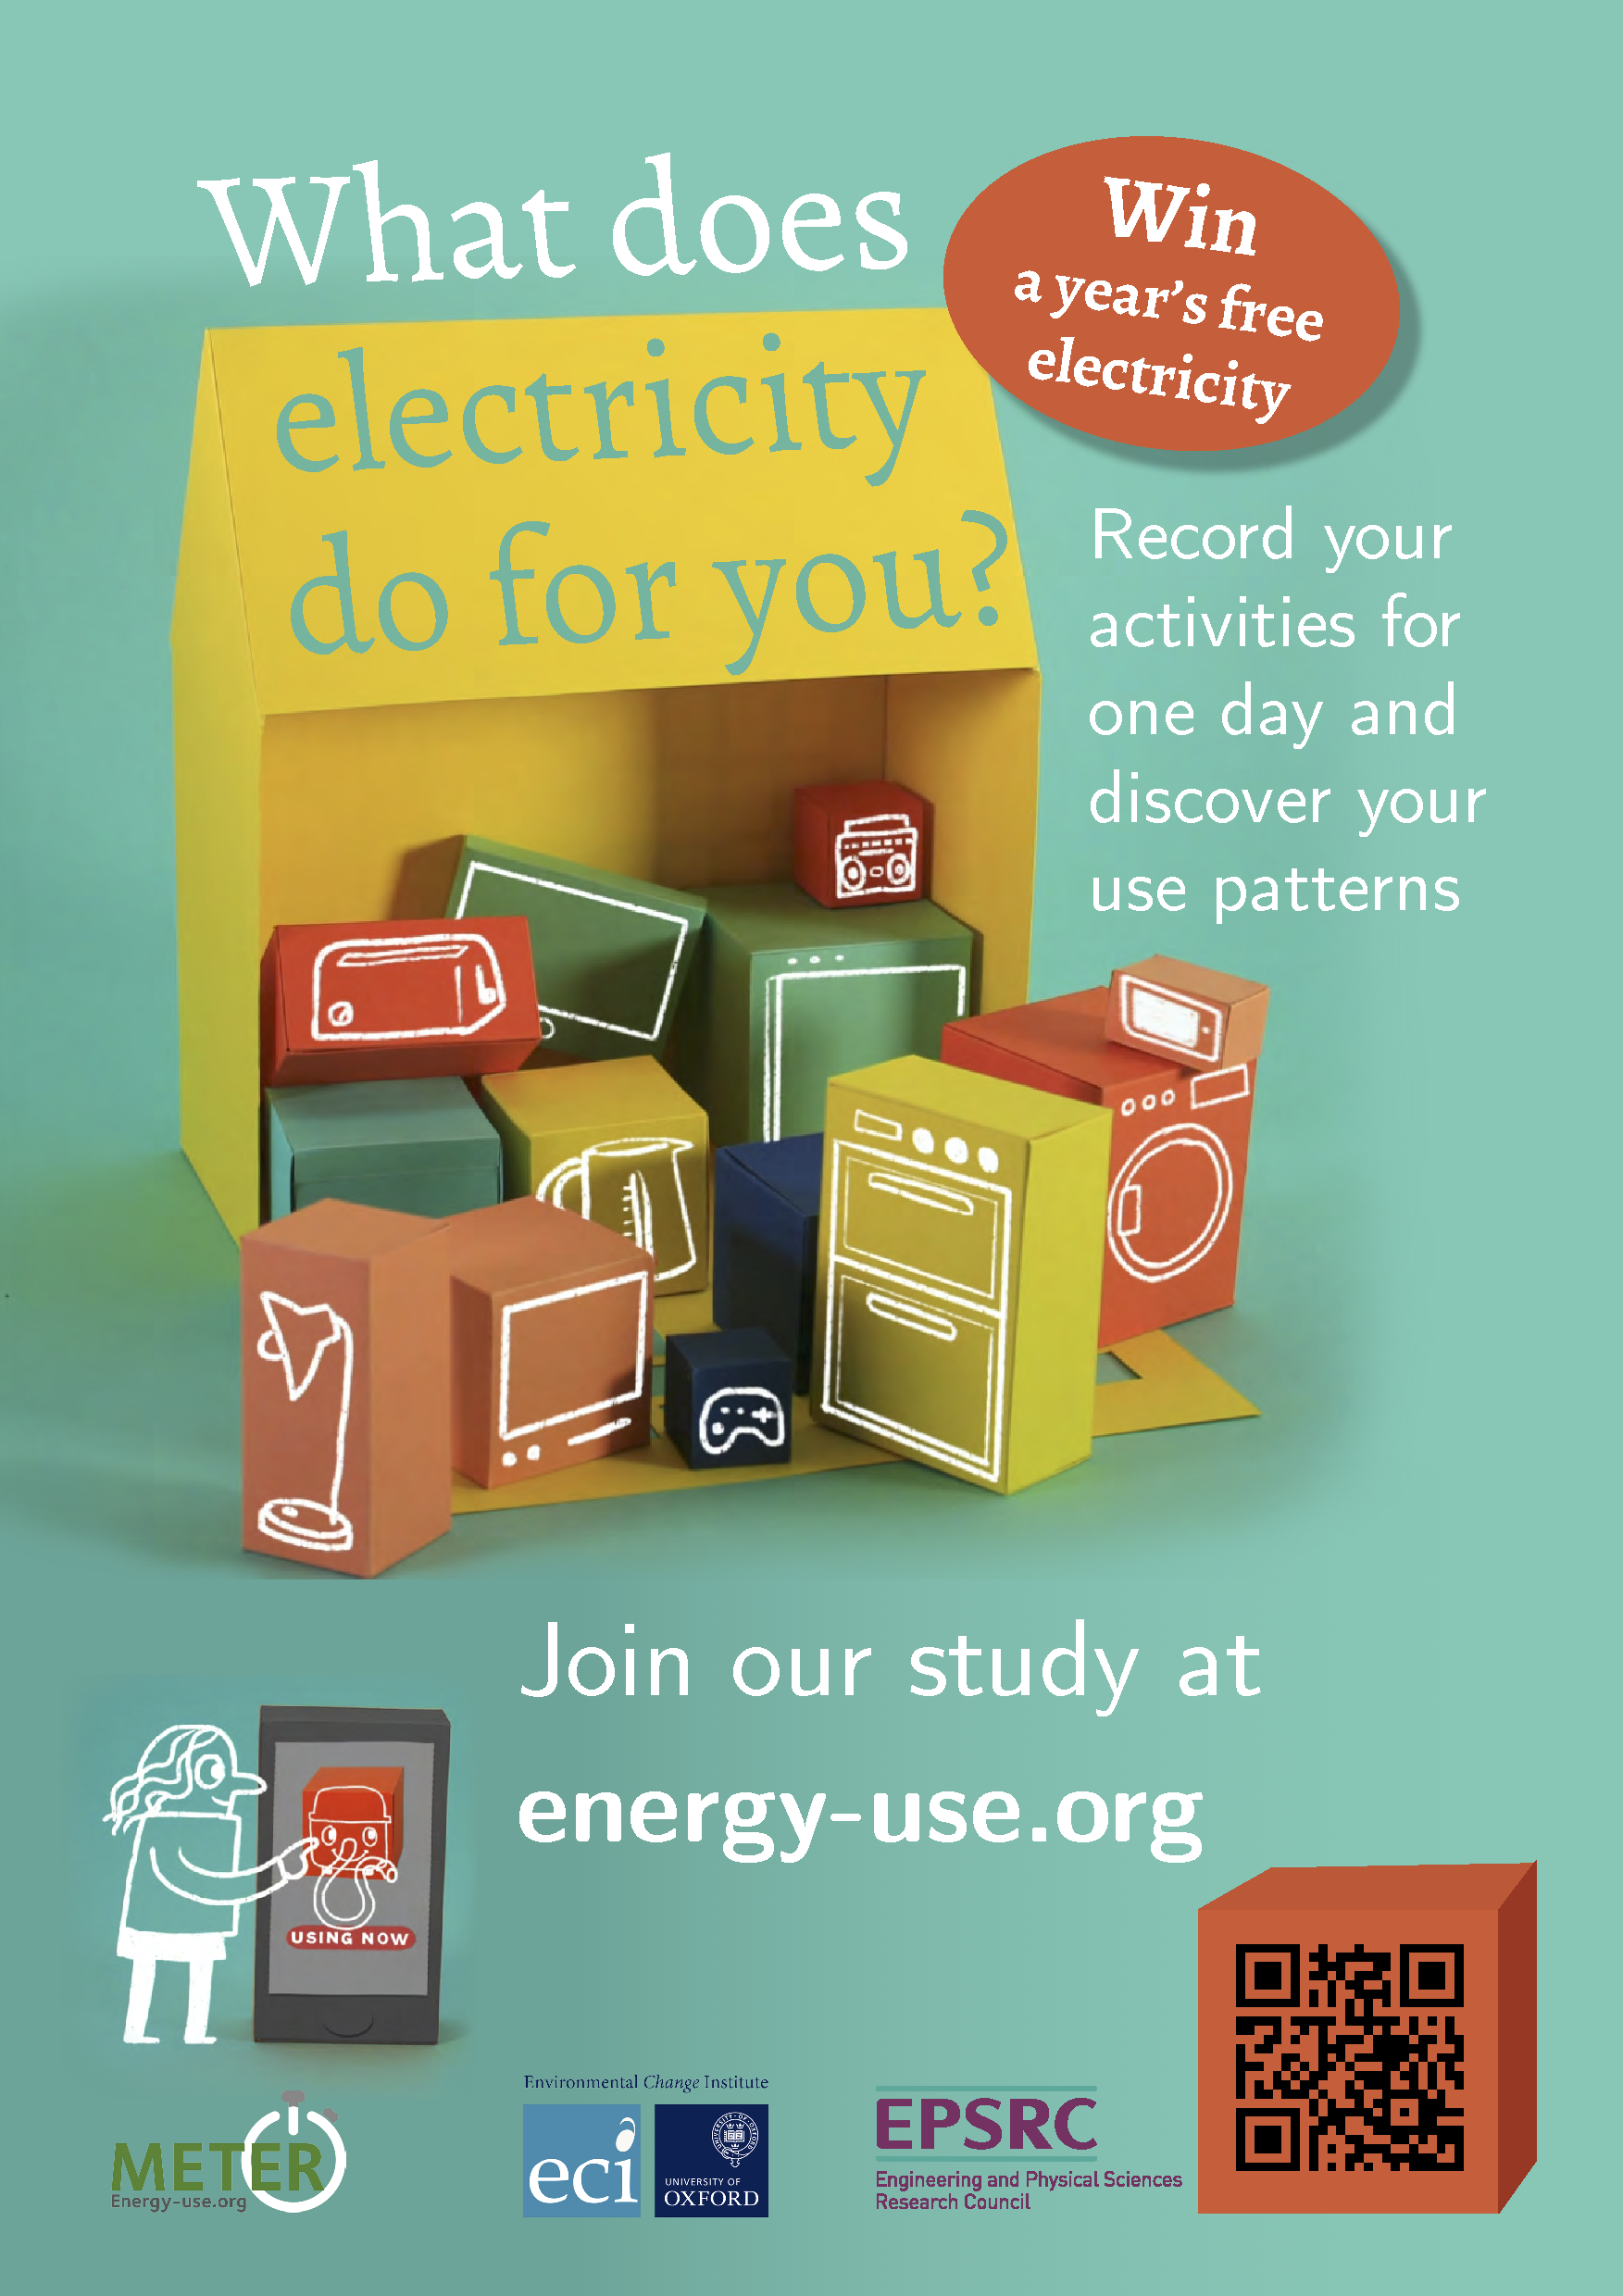 What does
electricity
do for you?
Win
a year's free
electricity
Record your
activities for
one day and
discover your
use patterns
Join our study at
energy-use.org
USING NOW
METER
Energy-use.org
Environmental Change Institute
eci
UNIVERSITY OF
OXFORD
EPSRC
Engineering and Physical Sciences
Research Council